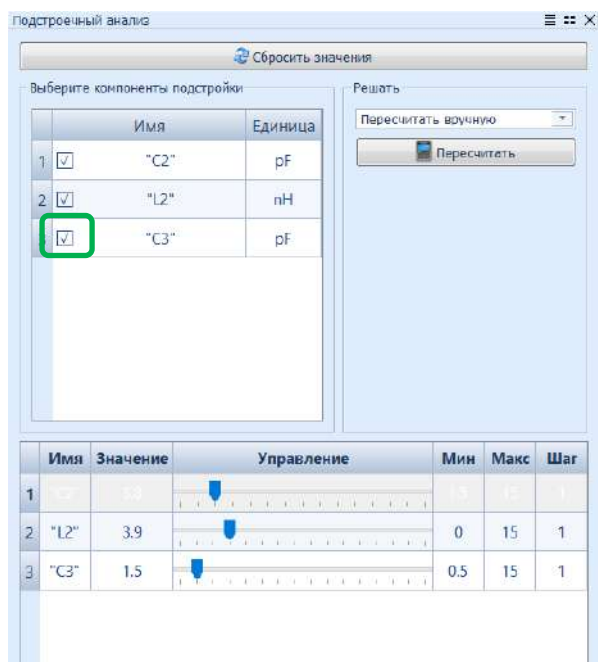 Подстроечный анализ
Сбросить значения
Выберите компоненты подстройки
Решать
Имя Единица
Пересчитать вручную
Пересчитать
1 "C2" pF
2 "L2" nH
"C3" pF
Имя Значение Управление Мин Макс Шаг
1
2 "L2" 3.9 0 15 1
3 "C3" 1.5 0.5 15 1